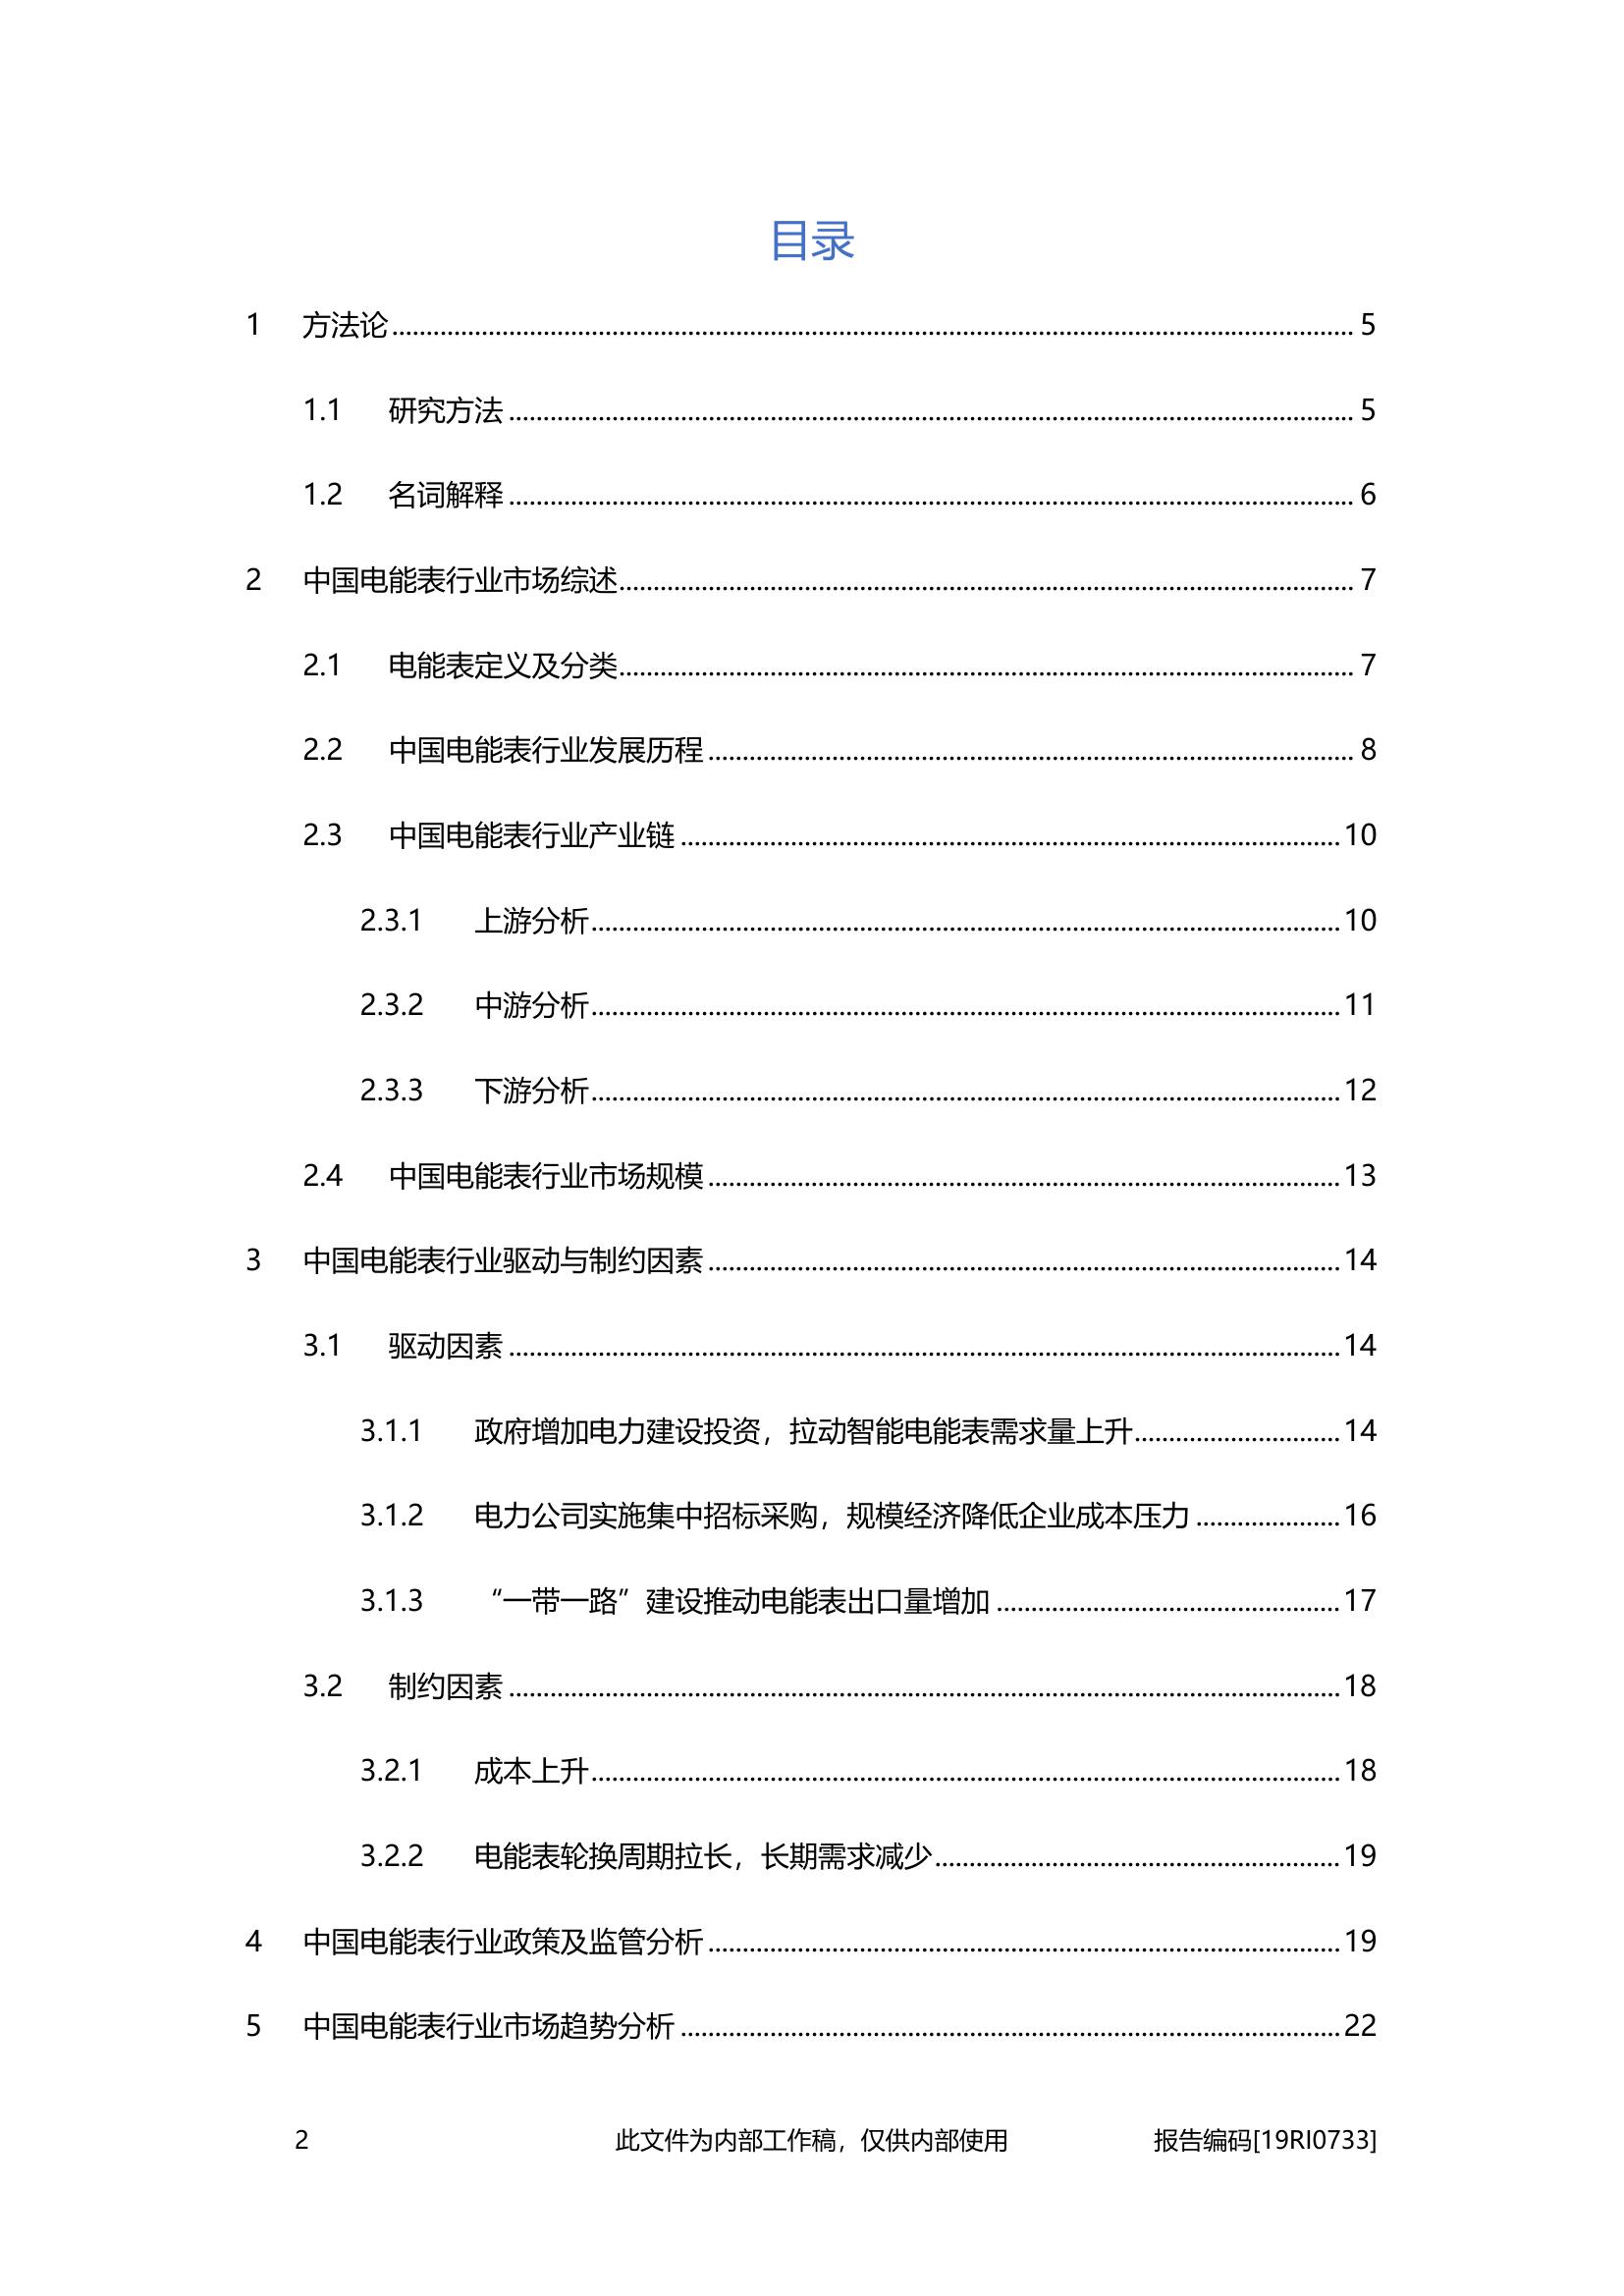 目录
1 方法论 5
1.1 研究方法 5
1.2 名词解释 6
2 中国电能表行业市场综述 7
2.1 电能表定义及分类 7
2.2 中国电能表行业发展历程 8
2.3 中国电能表行业产业链 10
2.3.1 上游分析 10
2.3.2 中游分析 11
2.3.3 下游分析 12
2.4 中国电能表行业市场规模 13
3 中国电能表行业驱动与制约因素 14
3.1 驱动因素 14
3.1.1 政府增加电力建设投资，拉动智能电能表需求量上升 14
3.1.2 电力公司实施集中招标采购，规模经济降低企业成本压力 16
3.1.3 “一带一路”建设推动电能表出口量增加 17
3.2 制约因素 18
3.2.1 成本上升 18
3.2.2 电能表轮换周期拉长，长期需求减少 19
4 中国电能表行业政策及监管分析 19
5 中国电能表行业市场趋势分析 22
2 此文件为内部工作稿，仅供内部使用 报告编码[19RI0733]